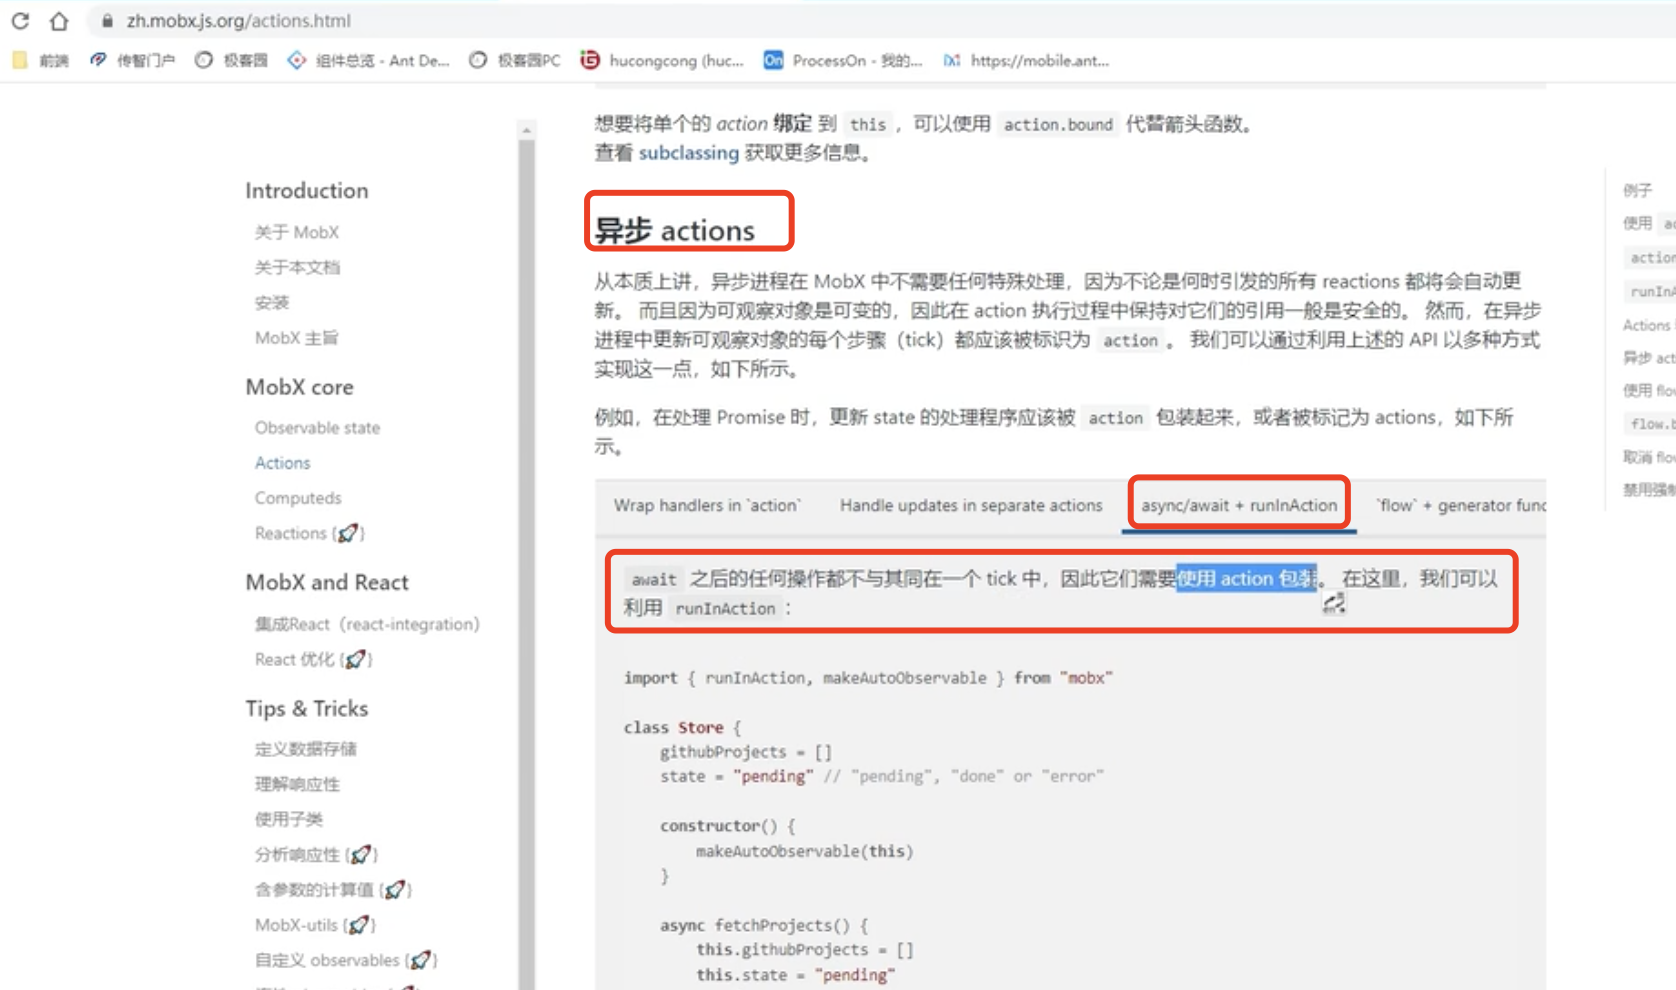 zh.mobx.js.org/actions.html
前端 传智门户 极客园 组件总览 - Ant De... 极客园PC hucongcong (huc... ProcessOn - 我的... https://mobile.ant...
Introduction
关于 MobX
关于本文档
安装
MobX 主旨
MobX core
Observable state
Actions
Computeds
Reactions {🚀}
MobX and React
集成React（react-integration）
React 优化 {🚀}
Tips & Tricks
定义数据存储
理解响应性
使用子类
分析响应性 {🚀}
含参数的计算值 {🚀}
MobX-utils {🚀}
自定义 observables {🚀}
想要将单个的 action 绑定 到 this ，可以使用 action.bound 代替箭头函数。
查看 subclassing 获取更多信息。
异步 actions
从本质上讲，异步进程在 MobX 中不需要任何特殊处理，因为不论是何时引发的所有 reactions 都将会自动更
新。 而且因为可观察对象是可变的，因此在 action 执行过程中保持对它们的引用一般是安全的。 然而，在异步
进程中更新可观察对象的每个步骤（tick）都应该被标识为 action 。 我们可以通过利用上述的 API 以多种方式
实现这一点，如下所示。
例如，在处理 Promise 时，更新 state 的处理程序应该被 action 包装起来，或者被标记为 actions，如下所
示。
Wrap handlers in `action` Handle updates in separate actions async/await + runInAction `flow` + generator func
await 之后的任何操作都不与其同在一个 tick 中，因此它们需要使用 action 包装。 在这里，我们可以
利用 runInAction ：
import { runInAction, makeAutoObservable } from "mobx"
class Store {
githubProjects = []
state = "pending" // "pending", "done" or "error"
constructor() {
makeAutoObservable(this)
}
async fetchProjects() {
this.githubProjects = []
this.state = "pending"
例子
使用 ac
action
runInA
Actions
异步 act
使用 flow
flow.b
取消 flow
禁用强制